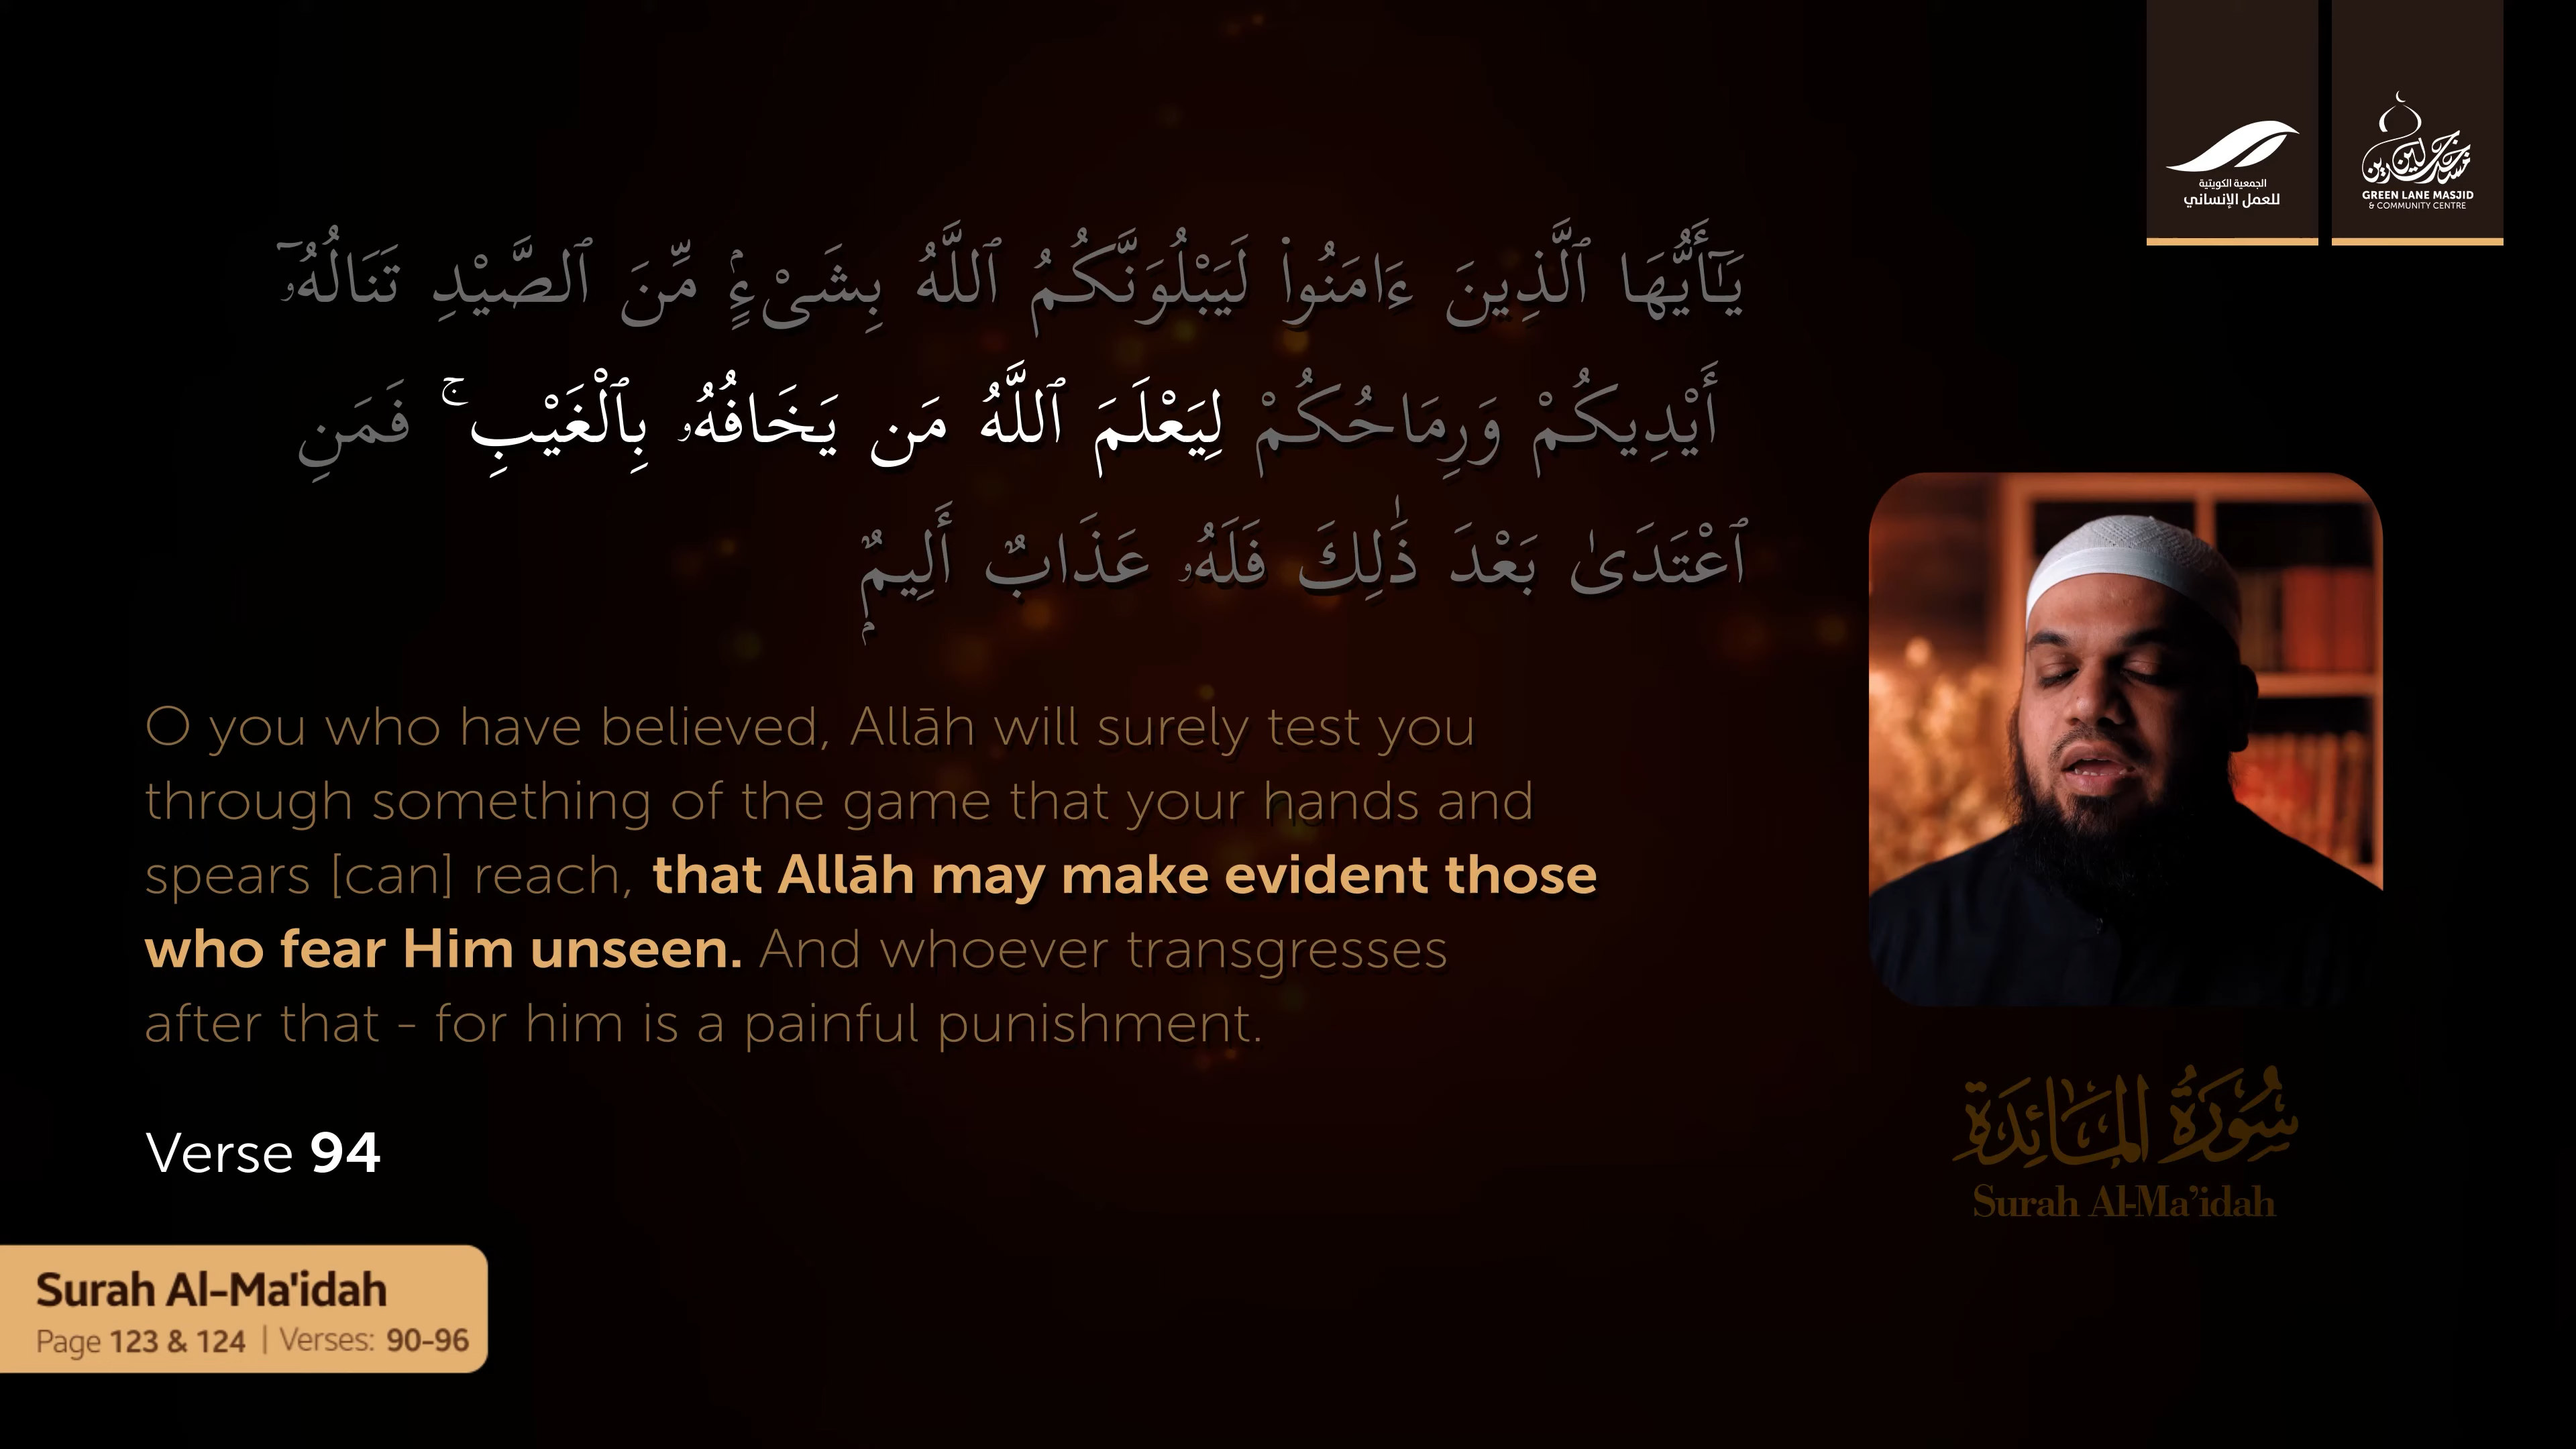 الجمعية الكويتية
للعمل الإنساني
مسجد جرين لين
GREEN LANE MASJID
& COMMUNITY CENTRE
يَـٰٓأَيُّهَا ٱلَّذِينَ ءَامَنُوا۟ لَيَبْلُوَنَّكُمُ ٱللَّهُ بِشَىْءٍۢ مِّنَ ٱلصَّيْدِ تَنَالُهُۥٓ
أَيْدِيكُمْ وَرِمَاحُكُمْ لِيَعْلَمَ ٱللَّهُ مَن يَخَافُهُۥ بِٱلْغَيْبِ ۚ فَمَنِ
ٱعْتَدَىٰ بَعْدَ ذَٰلِكَ فَلَهُۥ عَذَابٌ أَلِيمٌۭ
O you who have believed, Allāh will surely test you
through something of the game that your hands and
spears [can] reach, that Allāh may make evident those
who fear Him unseen. And whoever transgresses
after that - for him is a painful punishment.
Verse 94
سُورَةُ المَائِدَةِ
Surah Al-Ma’idah
Surah Al-Ma'idah
Page 123 & 124 | Verses: 90-96